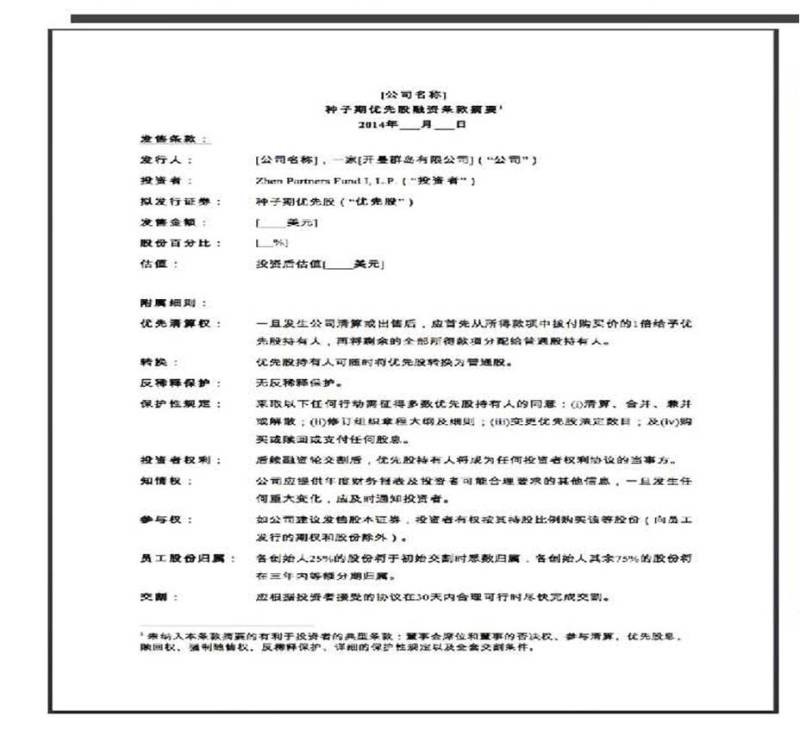 [公司名称]
种子期优先股融资条款摘要¹
2014年___月___日
发售条款：
发行人： [公司名称]，一家[开曼群岛有限公司]（“公司”）
投资者： Zhen Partners Fund I, L.P.（“投资者”）
拟发行证券： 种子期优先股（“优先股”）
发售金额： [____美元]
股份百分比： [__%]
估值： 投资后估值[____美元]
附属细则：
优先清算权： 一旦发生公司清算或出售后，应首先从所得款项中拨付购买价的1倍给予优
先股持有人，再将剩余的全部所得款项分配给普通股持有人。
转换： 优先股持有人可随时将优先股转换为普通股。
反稀释保护： 无反稀释保护。
保护性规定： 采取以下任何行动需征得多数优先股持有人的同意：(i)清算、合并、兼并
或解散；(ii)修订组织章程大纲及细则；(iii)变更优先股法定数目；及(iv)购
买或赎回或支付任何股息。
投资者权利： 后续融资轮交割后，优先股持有人将成为任何投资者权利协议的当事方。
知情权： 公司应提供年度财务报表及投资者可能合理要求的其他信息，一旦发生任
何重大变化，应及时通知投资者。
参与权： 如公司建议发售股本证券，投资者有权按其持股比例购买该等股份（向员工
发行的期权和股份除外）。
员工股份归属： 各创始人25%的股份将于初始交割时悉数归属，各创始人其余75%的股份将
在三年内等额分期归属。
交割： 应根据投资者接受的协议在30天内合理可行时尽快完成交割。
¹ 未纳入本条款摘要的有利于投资者的典型条款：董事会席位和董事的否决权、参与清算、优先股息、
赎回权、强制随售权、反稀释保护、详细的保护性规定以及全套交割条件。